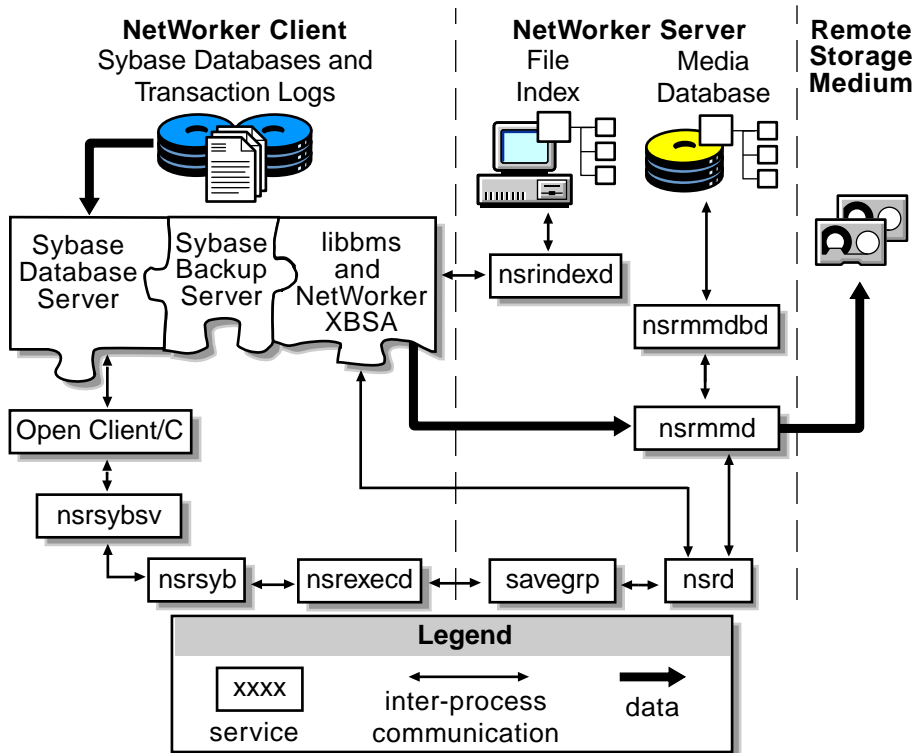 NetWorker Client
Sybase Databases and
Transaction Logs
NetWorker Server
File
Index
Media
Database
Remote
Storage
Medium
Sybase
Database
Server
Sybase
Backup
Server
libbms
and
NetWorker
XBSA
nsrindexd
nsrmmdbd
Open Client/C
nsrmmd
nsrsybsv
nsrsyb
nsrexecd
savegrp
nsrd
Legend
xxxx
service
inter-process
communication
data